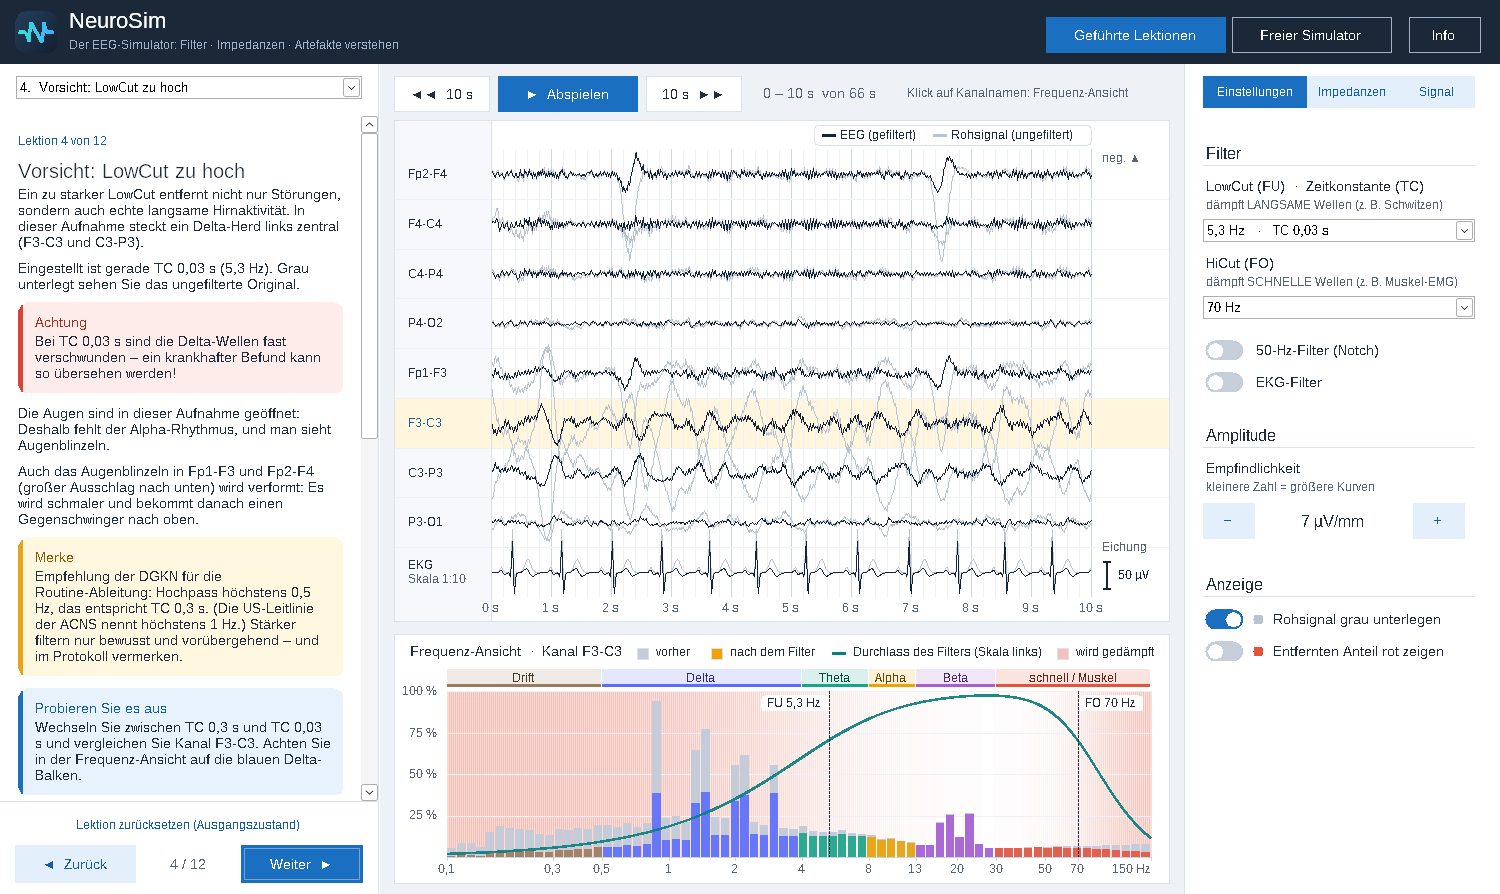 NeuroSim
Der EEG-Simulator: Filter · Impedanzen · Artefakte verstehen
Geführte Lektionen
Freier Simulator
Info
4. Vorsicht: LowCut zu hoch
Lektion 4 von 12
Vorsicht: LowCut zu hoch
Ein zu starker LowCut entfernt nicht nur Störungen,
sondern auch echte langsame Hirnaktivität. In
dieser Aufnahme steckt ein Delta-Herd links zentral
(F3-C3 und C3-P3).
Eingestellt ist gerade TC 0,03 s (5,3 Hz). Grau
unterlegt sehen Sie das ungefilterte Original.
Achtung
Bei TC 0,03 s sind die Delta-Wellen fast
verschwunden – ein krankhafter Befund kann
so übersehen werden!
Die Augen sind in dieser Aufnahme geöffnet:
Deshalb fehlt der Alpha-Rhythmus, und man sieht
Augenblinzeln.
Auch das Augenblinzeln in Fp1-F3 und Fp2-F4
(großer Ausschlag nach unten) wird verformt: Es
wird schmaler und bekommt danach einen
Gegenschwinger nach oben.
Merke
Empfehlung der DGKN für die
Routine-Ableitung: Hochpass höchstens 0,5
Hz, das entspricht TC 0,3 s. (Die US-Leitlinie
der ACNS nennt höchstens 1 Hz.) Stärker
filtern nur bewusst und vorübergehend – und
im Protokoll vermerken.
Probieren Sie es aus
Wechseln Sie zwischen TC 0,3 s und TC 0,03
s und vergleichen Sie Kanal F3-C3. Achten Sie
in der Frequenz-Ansicht auf die blauen Delta-
Balken.
Lektion zurücksetzen (Ausgangszustand)
◄ Zurück
4 / 12
Weiter ►
◄◄ 10 s
► Abspielen
10 s ►►
0 – 10 s von 66 s
Klick auf Kanalnamen: Frequenz-Ansicht
EEG (gefiltert)
Rohsignal (ungefiltert)
neg. ▲
Fp2-F4
F4-C4
C4-P4
P4-O2
Fp1-F3
F3-C3
C3-P3
P3-O1
EKG
Skala 1:10
Eichung
50 µV
0 s
1 s
2 s
3 s
4 s
5 s
6 s
7 s
8 s
9 s
10 s
Frequenz-Ansicht · Kanal F3-C3
vorher
nach dem Filter
Durchlass des Filters (Skala links)
wird gedämpft
Drift
Delta
Theta
Alpha
Beta
schnell / Muskel
100 %
75 %
50 %
25 %
FU 5,3 Hz
FO 70 Hz
0,1
0,3
0,5
1
2
4
8
13
20
30
50
70
150 Hz
Einstellungen
Impedanzen
Signal
Filter
LowCut (FU) · Zeitkonstante (TC)
dämpft LANGSAME Wellen (z. B. Schwitzen)
5,3 Hz · TC 0,03 s
HiCut (FO)
dämpft SCHNELLE Wellen (z. B. Muskel-EMG)
70 Hz
50-Hz-Filter (Notch)
EKG-Filter
Amplitude
Empfindlichkeit
kleinere Zahl = größere Kurven
−
7 µV/mm
+
Anzeige
Rohsignal grau unterlegen
Entfernten Anteil rot zeigen